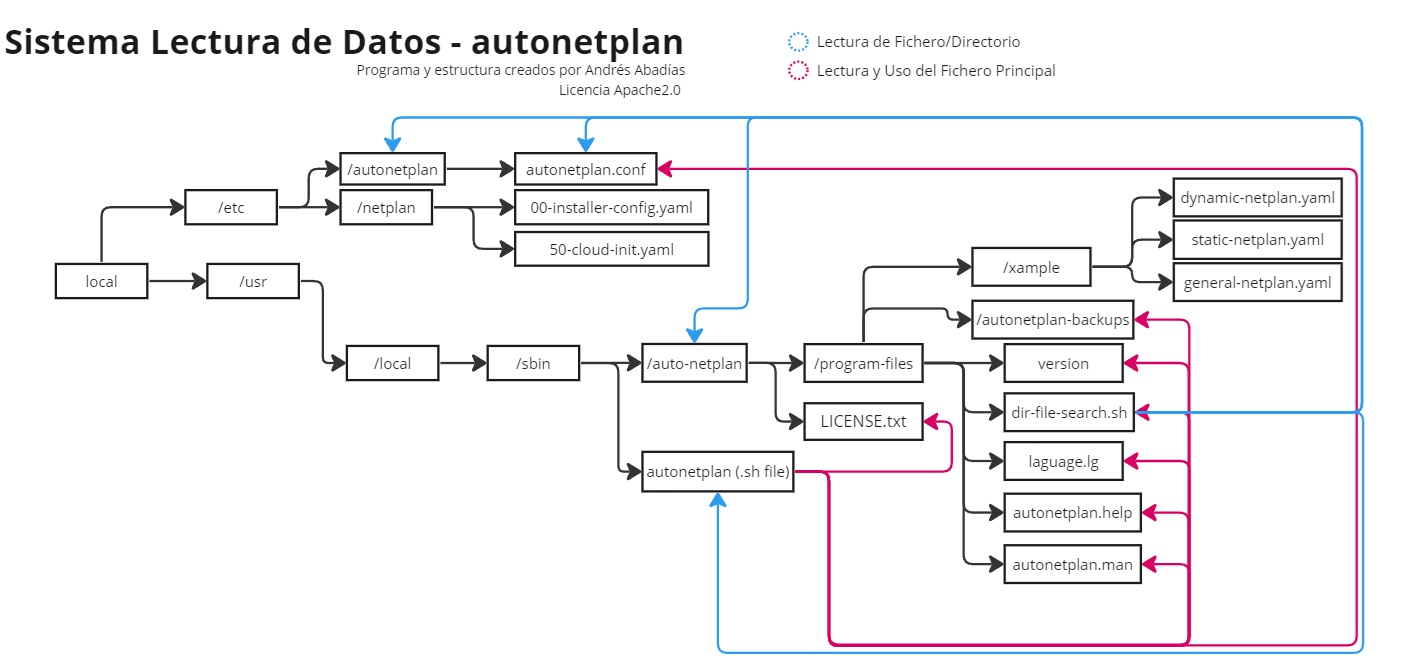 Sistema Lectura de Datos - autonetplan
Programa y estructura creados por Andrés Abadías
Licencia Apache2.0
Lectura de Fichero/Directorio
Lectura y Uso del Fichero Principal
/autonetplan
autonetplan.conf
/etc
/netplan
00-installer-config.yaml
50-cloud-init.yaml
dynamic-netplan.yaml
static-netplan.yaml
general-netplan.yaml
/xample
local
/usr
/autonetplan-backups
/local
/sbin
/auto-netplan
/program-files
version
dir-file-search.sh
LICENSE.txt
laguage.lg
autonetplan (.sh file)
autonetplan.help
autonetplan.man